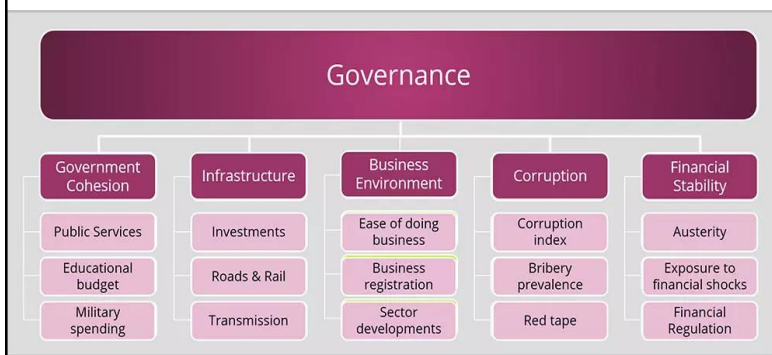 Governance
Government
Cohesion
Public Services
Educational
budget
Military
spending
Infrastructure
Investments
Roads & Rail
Transmission
Business
Environment
Ease of doing
business
Business
registration
Sector
developments
Corruption
Corruption
index
Bribery
prevalence
Red tape
Financial
Stability
Austerity
Exposure to
financial shocks
Financial
Regulation